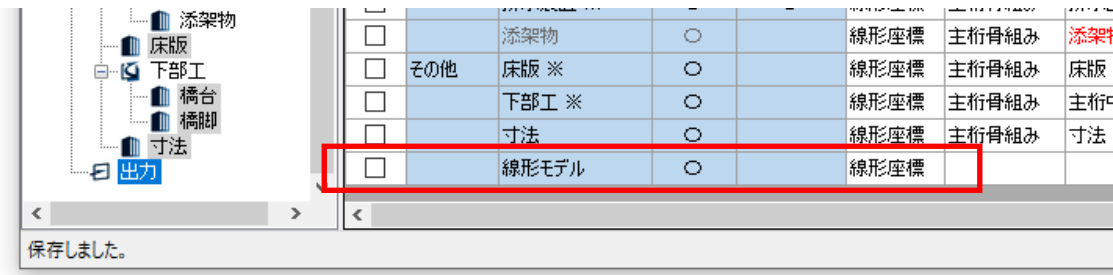 添架物
床版
下部工
橋台
橋脚
寸法
出力
添架物 ○ 線形座標 主桁骨組み
その他 床版 ※ ○ 線形座標 主桁骨組み 床版
下部工 ※ ○ 線形座標 主桁骨組み
寸法 ○ 線形座標 主桁骨組み 寸法
線形モデル ○ 線形座標
保存しました。